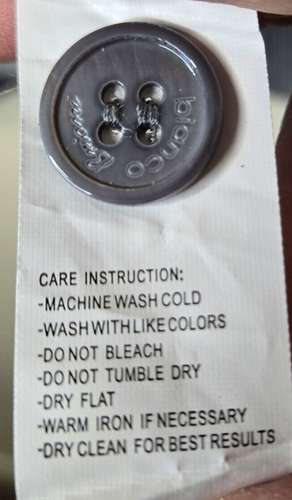 bianco
Bruison
CARE INSTRUCTION:
-MACHINE WASH COLD
-WASH WITH LIKE COLORS
-DO NOT BLEACH
-DO NOT TUMBLE DRY
-DRY FLAT
-WARM IRON IF NECESSARY
-DRY CLEAN FOR BEST RESULTS